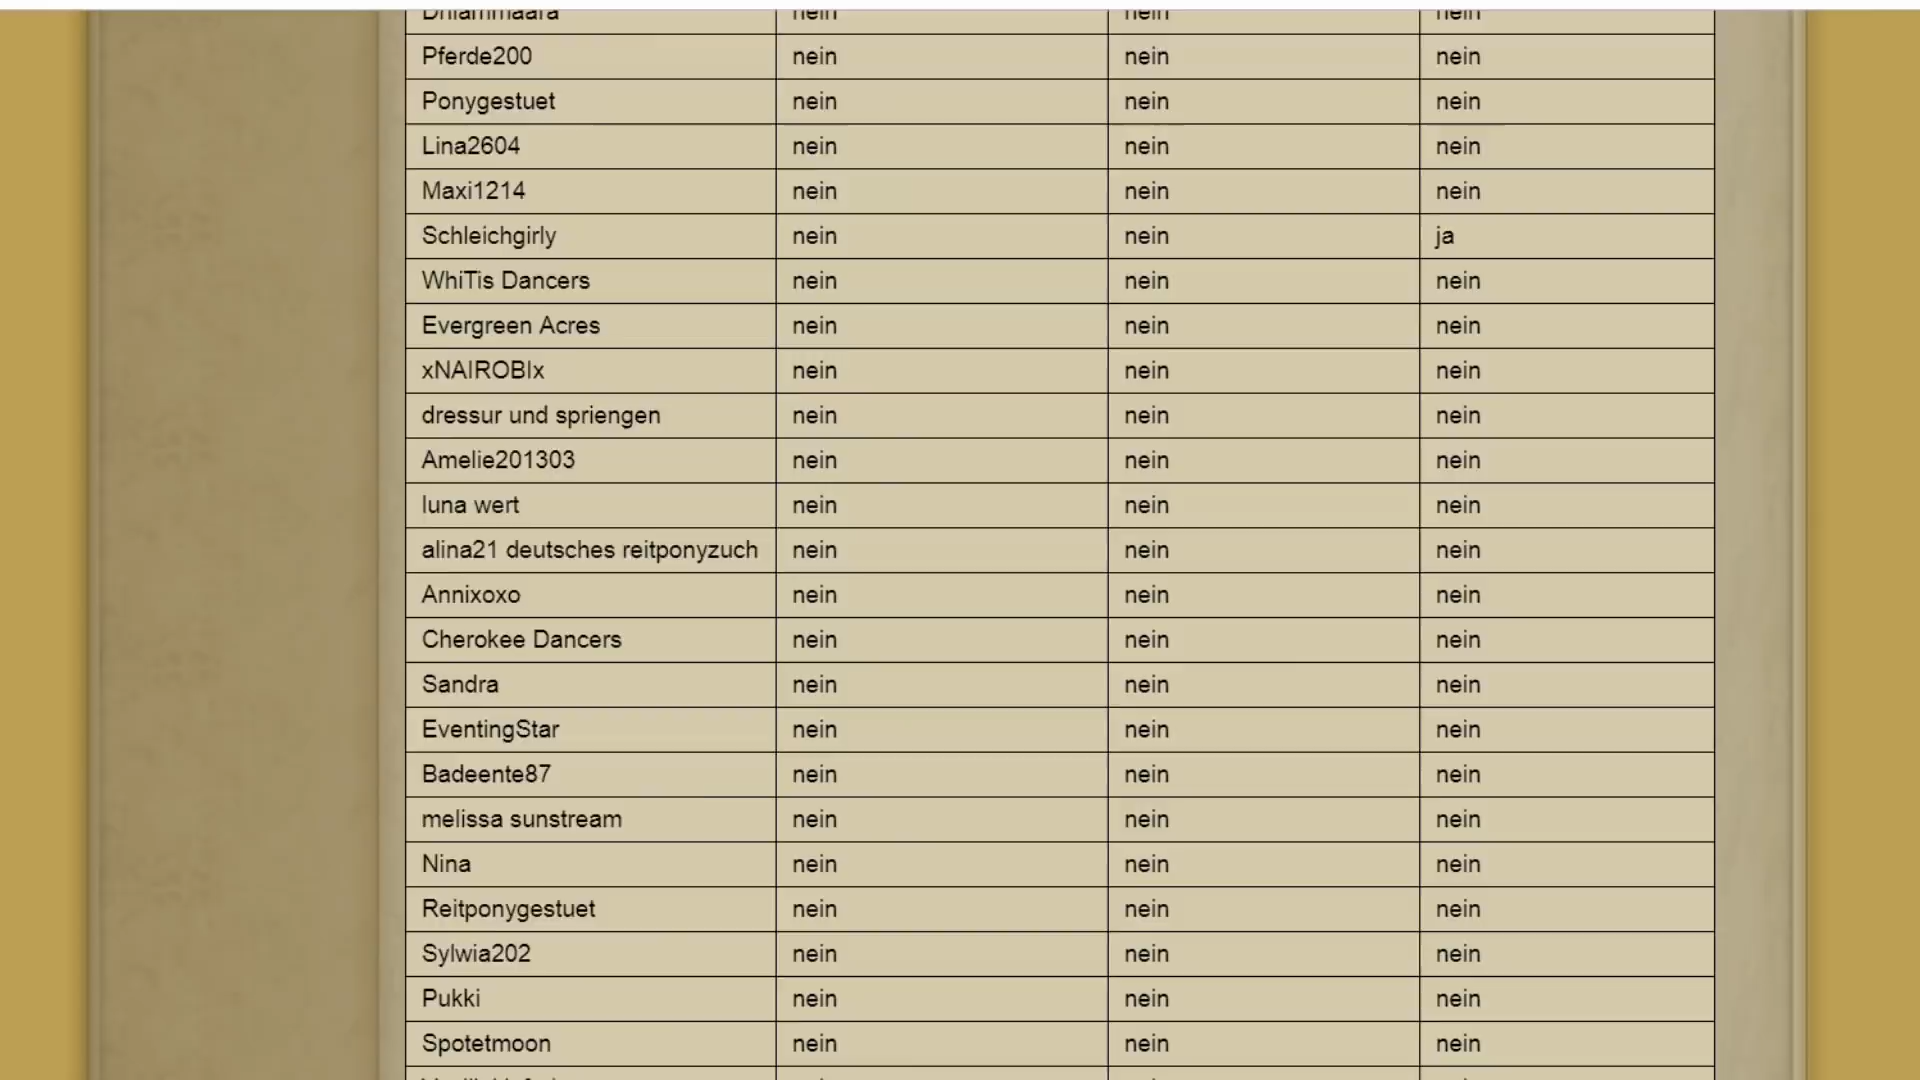 Pferde200 nein nein nein
Ponygestuet nein nein nein
Lina2604 nein nein nein
Maxi1214 nein nein nein
Schleichgirly nein nein ja
WhiTis Dancers nein nein nein
Evergreen Acres nein nein nein
xNAIROBIx nein nein nein
dressur und spriengen nein nein nein
Amelie201303 nein nein nein
luna wert nein nein nein
alina21 deutsches reitponyzuch nein nein nein
Annixoxo nein nein nein
Cherokee Dancers nein nein nein
Sandra nein nein nein
EventingStar nein nein nein
Badeente87 nein nein nein
melissa sunstream nein nein nein
Nina nein nein nein
Reitponygestuet nein nein nein
Sylwia202 nein nein nein
Pukki nein nein nein
Spotetmoon nein nein nein